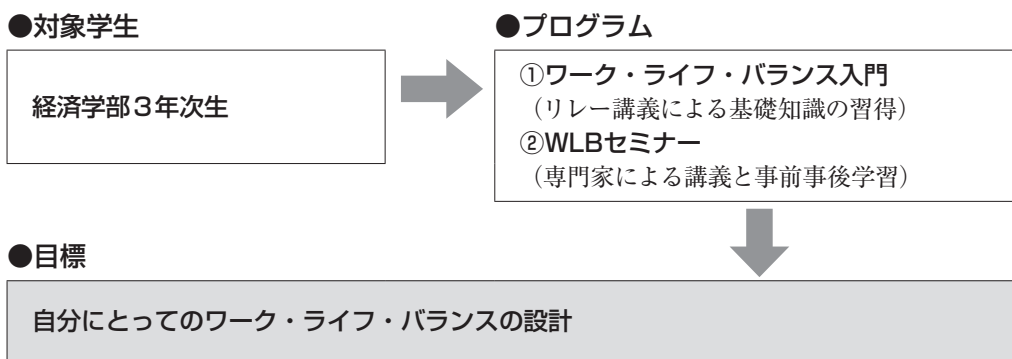 ●対象学生
経済学部3年次生
●プログラム
①ワーク・ライフ・バランス入門
（リレー講義による基礎知識の習得）
②WLBセミナー
（専門家による講義と事前事後学習）
●目標
自分にとってのワーク・ライフ・バランスの設計